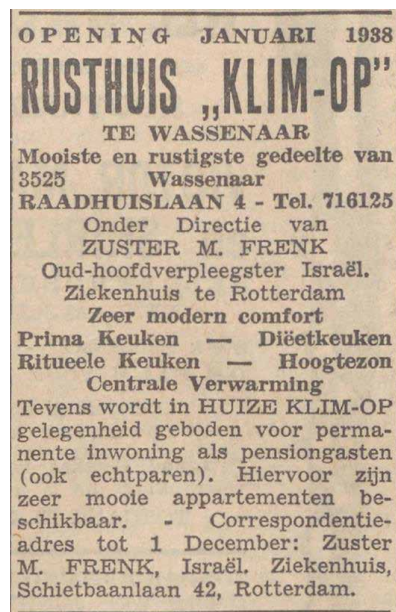 OPENING JANUARI 1938
RUSTHUIS „KLIM-OP"
TE WASSENAAR
Mooiste en rustigste gedeelte van
3525 Wassenaar
RAADHUISLAAN 4 - Tel. 716125
Onder Directie van
ZUSTER M. FRENK
Oud-hoofdverpleegster Israël.
Ziekenhuis te Rotterdam
Zeer modern comfort
Prima Keuken — Diëetkeuken
Ritueele Keuken — Hoogtezon
Centrale Verwarming
Tevens wordt in HUIZE KLIM-OP
gelegenheid geboden voor perma-
nente inwoning als pensiongasten
(ook echtparen). Hiervoor zijn
zeer mooie appartementen be-
schikbaar. - Correspondentie-
adres tot 1 December: Zuster
M. FRENK, Israël. Ziekenhuis,
Schietbaanlaan 42, Rotterdam.